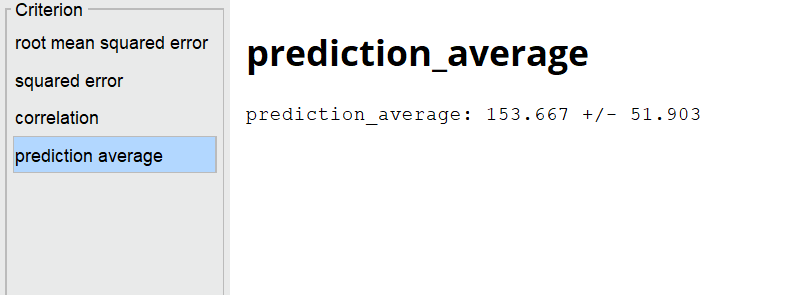 Criterion
root mean squared error
squared error
correlation
prediction average
prediction_average
prediction_average: 153.667 +/- 51.903